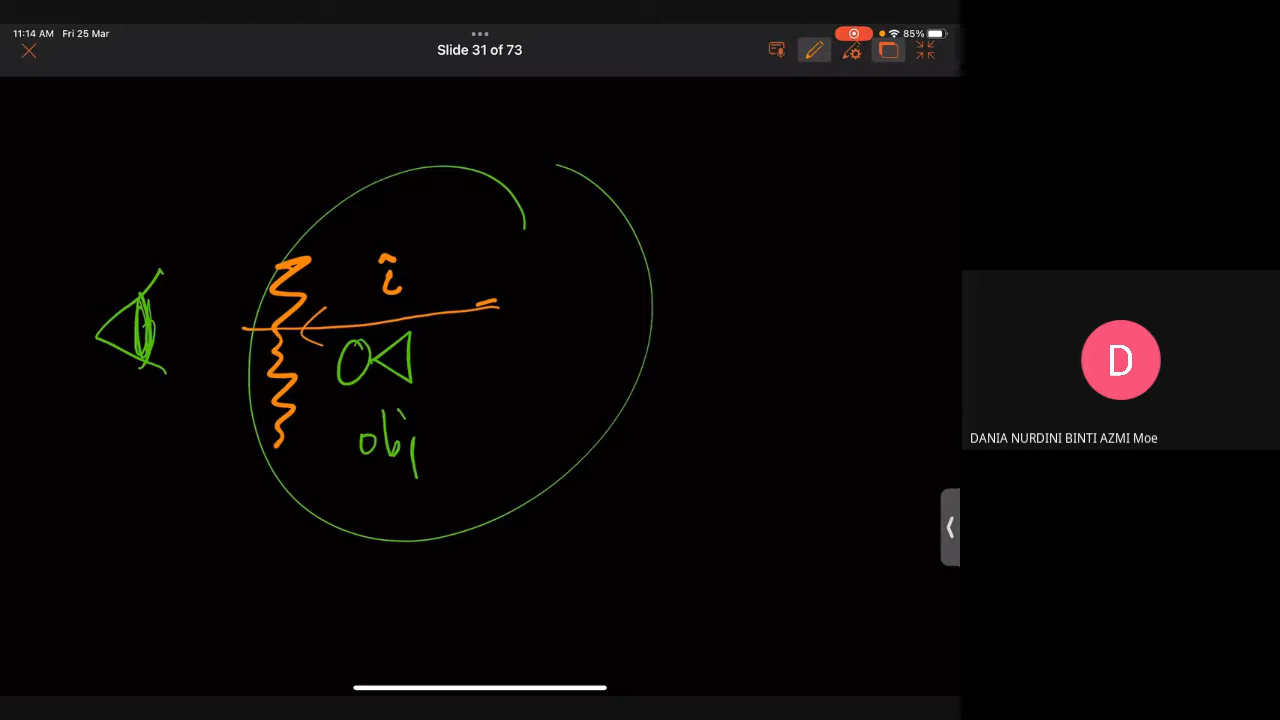 11:14 AM Fri 25 Mar
85%
Slide 31 of 73
î
obj
D
DANIA NURDINI BINTI AZMI Moe